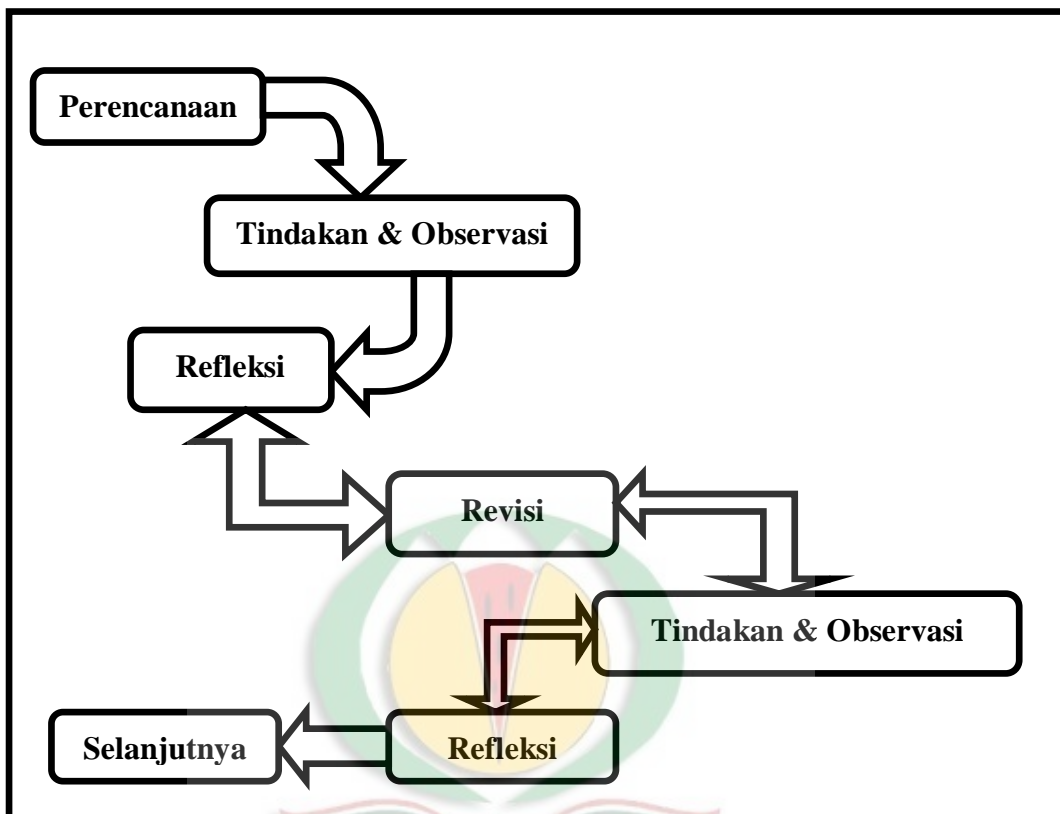 Perencanaan
Tindakan & Observasi
Refleksi
Revisi
Tindakan & Observasi
Refleksi
Selanjutnya